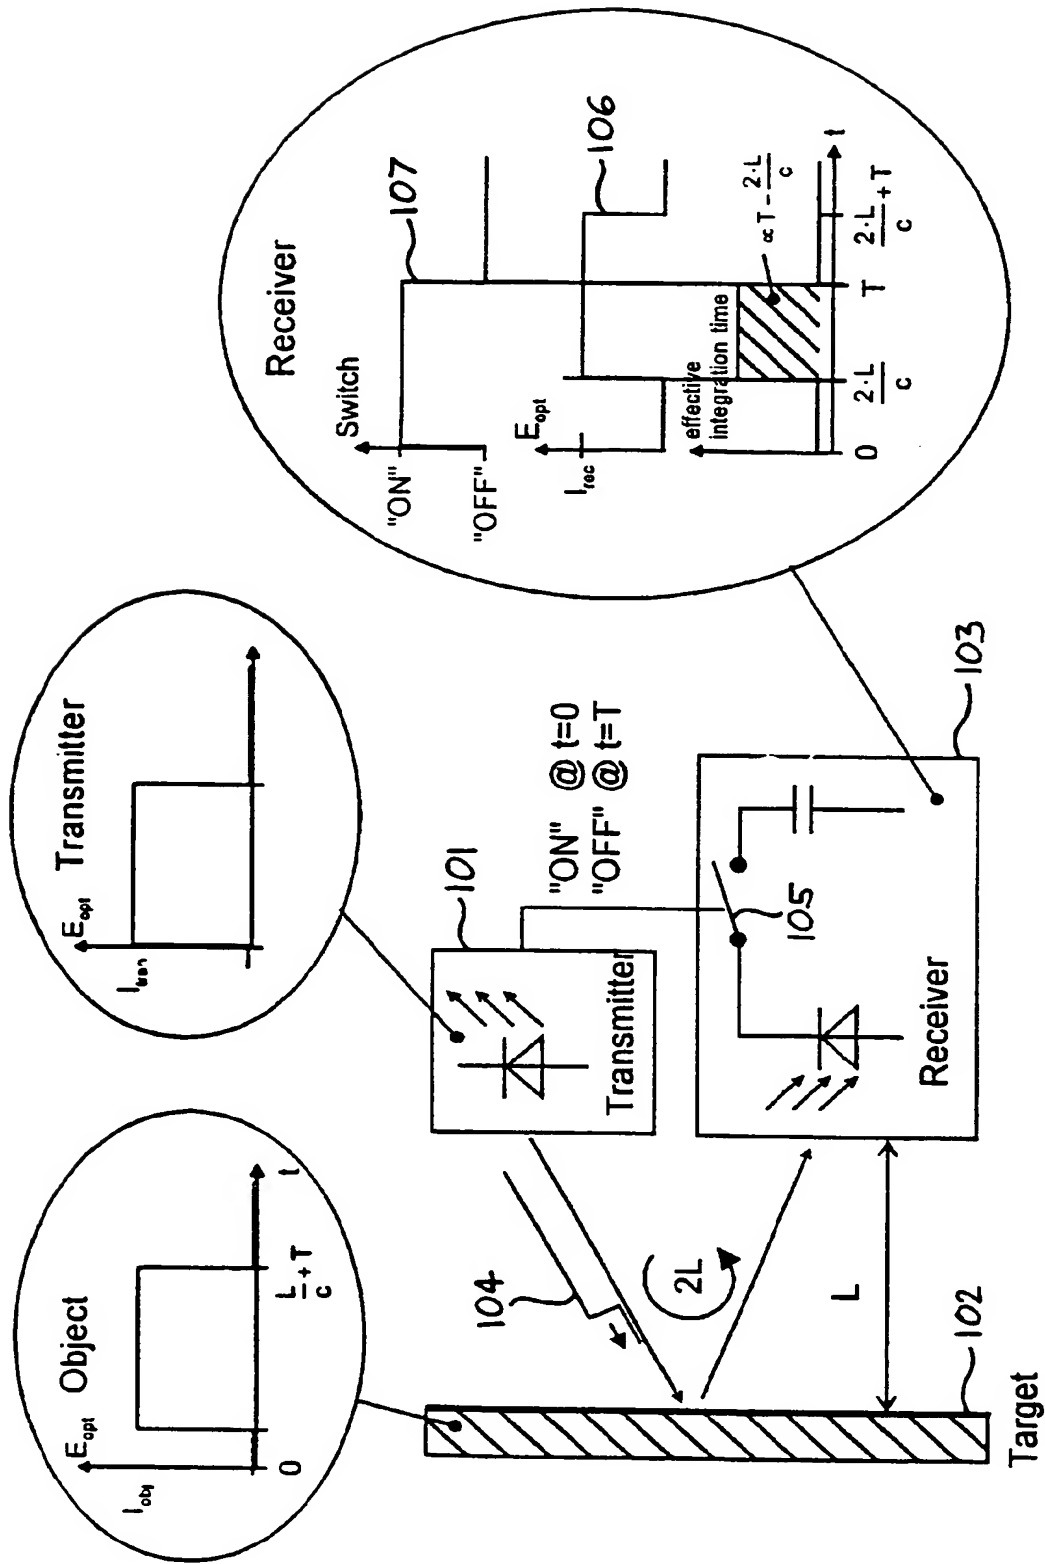 Object
E_opt
I_obj
0
L/c + T
t
Transmitter
E_opt
I_tran
Receiver
Switch
"ON"
"OFF"
107
E_opt
I_rec
106
effective
integration time
∝ T - 2·L/c
0
2·L/c
T
2·L/c + T
t
101
Transmitter
"ON" @ t=0
"OFF" @ t=T
104
2L
105
Receiver
103
L
102
Target